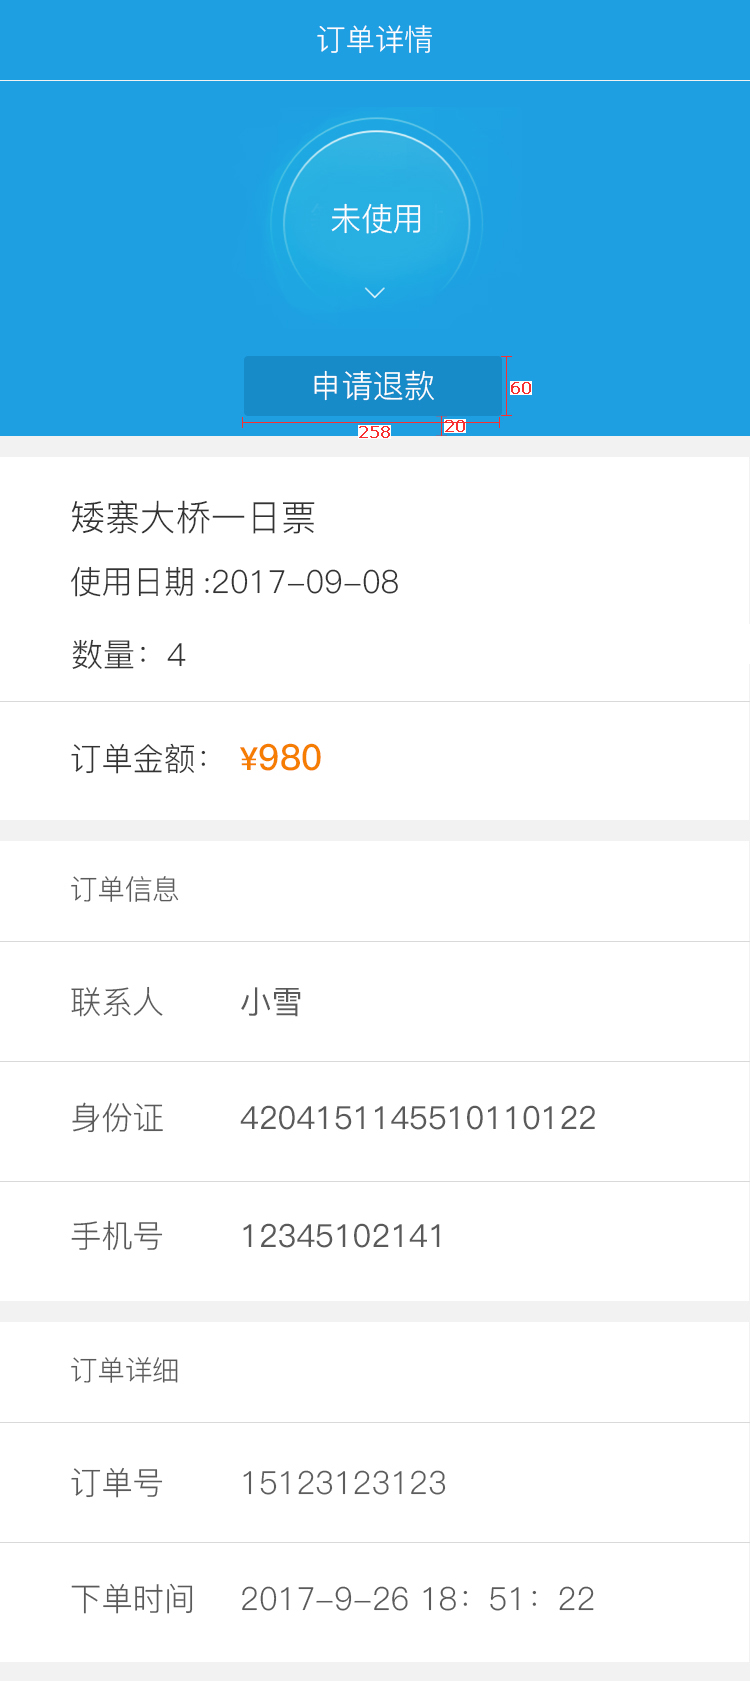 订单详情
未使用
申请退款
60
258
20
矮寨大桥一日票
使用日期:2017-09-08
数量：4
订单金额： ¥980
订单信息
联系人 小雪
身份证 4204151145510110122
手机号 12345102141
订单详细
订单号 15123123123
下单时间 2017-9-26 18：51：22